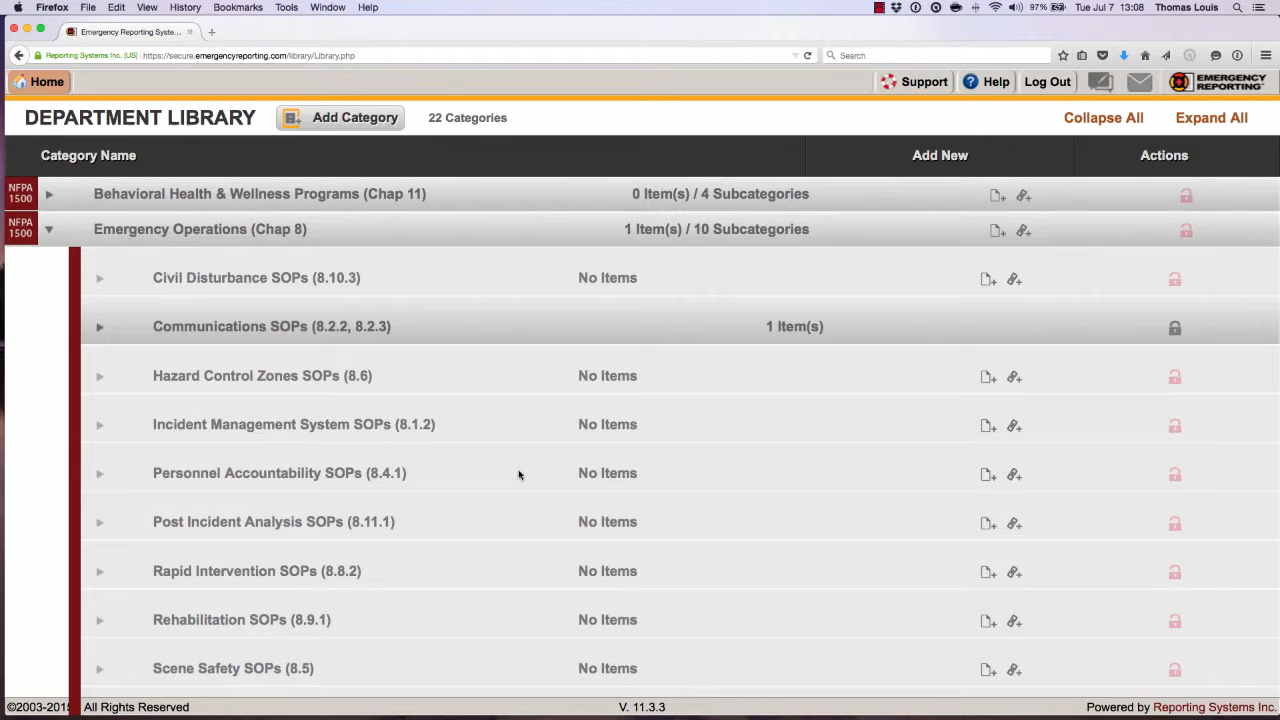 Firefox File Edit View History Bookmarks Tools Window Help 97% Tue Jul 7 13:08 Thomas Louis
Emergency Reporting Syste...
Reporting Systems Inc. (US) https://secure.emergencyreporting.com/library/Library.php Search
Home Support Help Log Out EMERGENCY REPORTING
DEPARTMENT LIBRARY Add Category 22 Categories Collapse All Expand All
Category Name Add New Actions
NFPA 1500 Behavioral Health & Wellness Programs (Chap 11) 0 Item(s) / 4 Subcategories
NFPA 1500 Emergency Operations (Chap 8) 1 Item(s) / 10 Subcategories
Civil Disturbance SOPs (8.10.3) No Items
Communications SOPs (8.2.2, 8.2.3) 1 Item(s)
Hazard Control Zones SOPs (8.6) No Items
Incident Management System SOPs (8.1.2) No Items
Personnel Accountability SOPs (8.4.1) No Items
Post Incident Analysis SOPs (8.11.1) No Items
Rapid Intervention SOPs (8.8.2) No Items
Rehabilitation SOPs (8.9.1) No Items
Scene Safety SOPs (8.5) No Items
©2003-201 All Rights Reserved V. 11.3.3 Powered by Reporting Systems Inc.